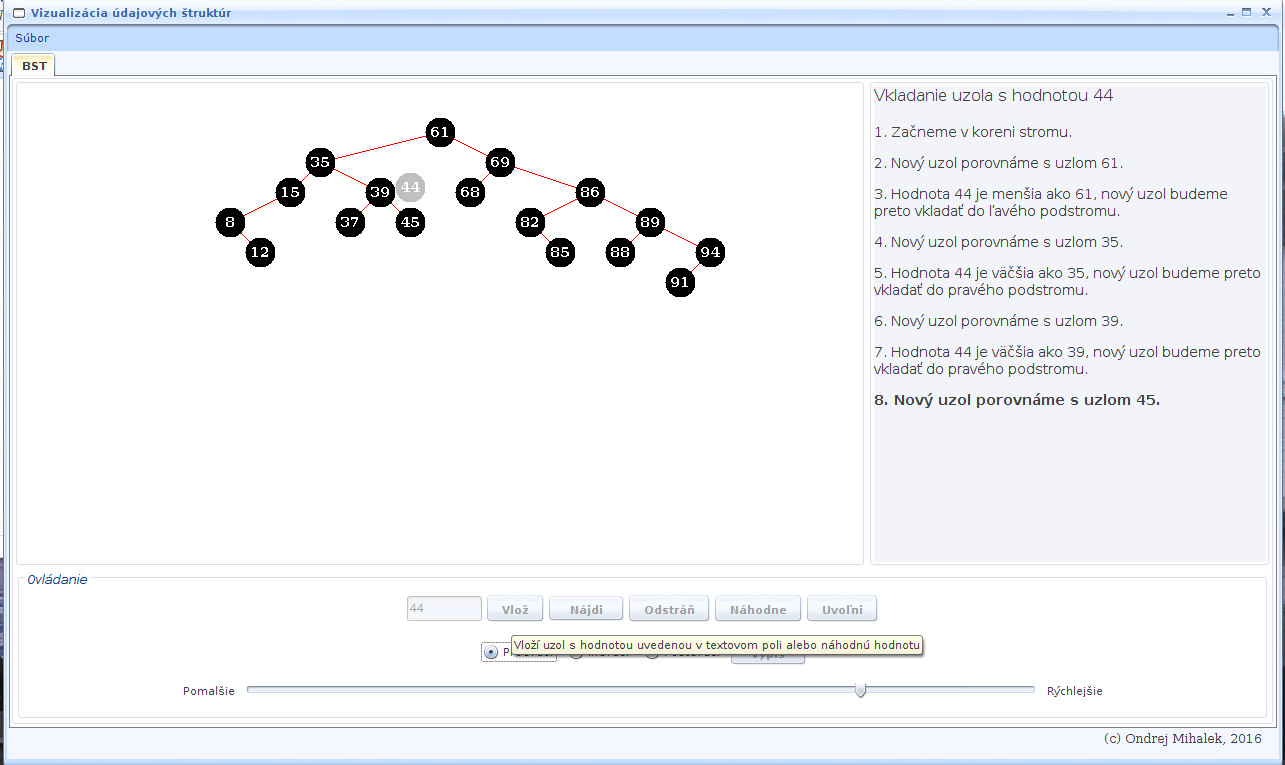 Vizualizácia údajových štruktúr
Súbor
BST
61
35
69
15
39
44
68
86
8
37
45
82
89
12
85
88
94
91
Vkladanie uzola s hodnotou 44
1. Začneme v koreni stromu.
2. Nový uzol porovnáme s uzlom 61.
3. Hodnota 44 je menšia ako 61, nový uzol budeme
preto vkladať do ľavého podstromu.
4. Nový uzol porovnáme s uzlom 35.
5. Hodnota 44 je väčšia ako 35, nový uzol budeme preto
vkladať do pravého podstromu.
6. Nový uzol porovnáme s uzlom 39.
7. Hodnota 44 je väčšia ako 39, nový uzol budeme preto
vkladať do pravého podstromu.
8. Nový uzol porovnáme s uzlom 45.
Ovládanie
44 Vlož Nájdi Odstráň Náhodne Uvoľni
Vloží uzol s hodnotou uvedenou v textovom poli alebo náhodnú hodnotu
Pomalšie Rýchlejšie
(c) Ondrej Mihalek, 2016